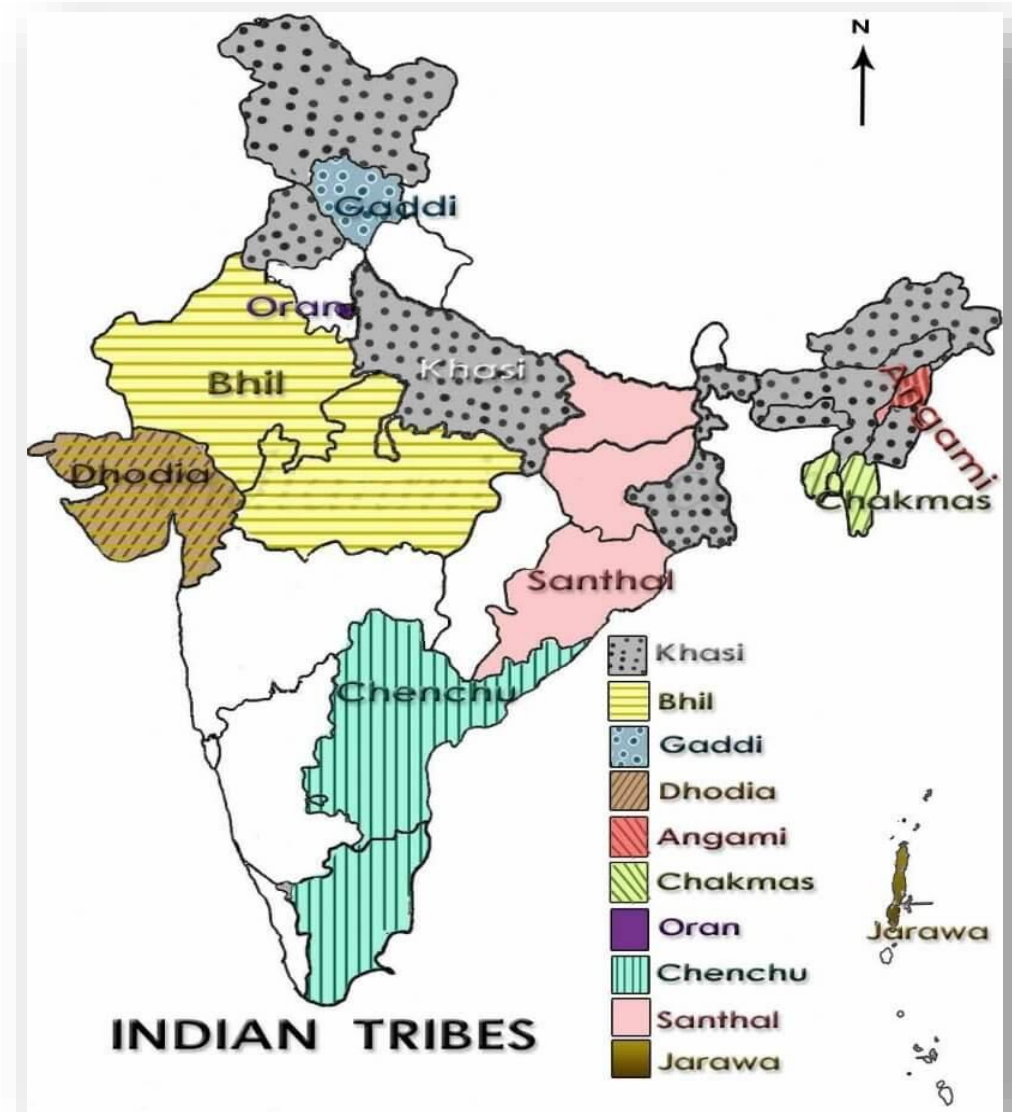 N
Gaddi
Oran
Khasi
Bhil
Angami
Dhodia
Chakmas
Santhal
Chenchu
Khasi
Bhil
Gaddi
Dhodia
Angami
Chakmas
Oran
Chenchu
Santhal
Jarawa
Jarawa
INDIAN TRIBES